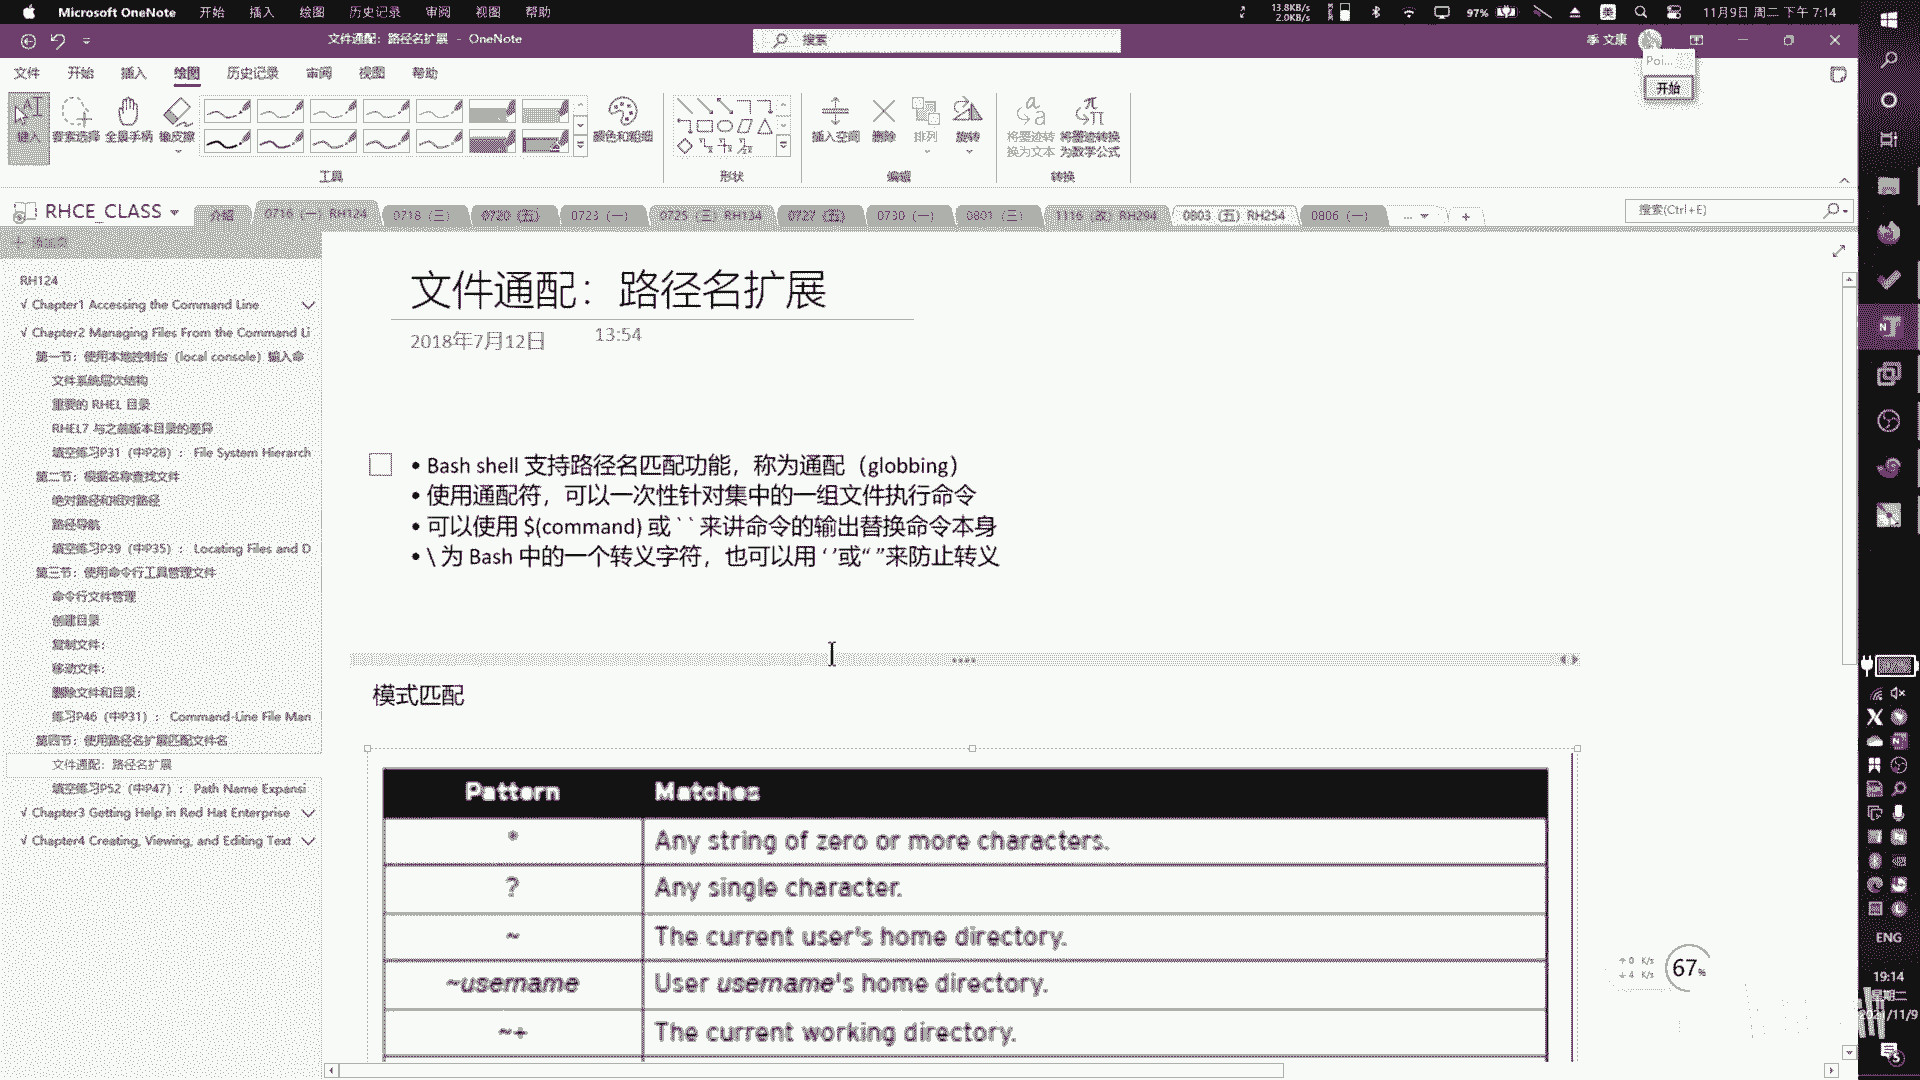 Microsoft OneNote 开始 插入 绘图 历史记录 审阅 视图 帮助
13.8KB/s
2.0KB/s
97%
美
11月9日 周二 下午 7:14
文件通配：路径名扩展 - OneNote
搜索
季 文康
Poi...
开始
文件 开始 插入 绘图 历史记录 审阅 视图 帮助
键入 套索选择 全景手柄 橡皮擦
颜色和粗细
插入空间 删除 排列 旋转
将墨迹转换为文本
将墨迹转换为数学公式
工具 形状 编辑 转换
RHCE_CLASS
介绍 0716（一）RH124 0718（三） 0720（五） 0723（一） 0725（三）RH134 0727（五） 0730（一） 0801（三） 1116（改）RH294 0803（五）RH254 0806（一） ...
搜索(Ctrl+E)
添加页
RH124
√ Chapter1 Accessing the Command Line
√ Chapter2 Managing Files From the Command Li
第一节：使用本地控制台（local console）输入命
文件系统层次结构
重要的 RHEL 目录
RHEL7 与之前版本目录的差异
填空练习P31（中P28）： File System Hierarch
第二节：根据名称查找文件
绝对路径和相对路径
路径导航
填空练习P39（中P35）： Locating Files and D
第三节：使用命令行工具管理文件
命令行文件管理
创建目录
复制文件：
移动文件：
删除文件和目录：
练习P46（中P31）： Command-Line File Man
第四节：使用路径名扩展匹配文件名
文件通配：路径名扩展
填空练习P52（中P47）： Path Name Expansi
√ Chapter3 Getting Help in Red Hat Enterprise
√ Chapter4 Creating, Viewing, and Editing Text
文件通配：路径名扩展
2018年7月12日 13:54
• Bash shell 支持路径名匹配功能，称为通配（globbing）
• 使用通配符，可以一次性针对集中的一组文件执行命令
• 可以使用 $(command) 或 ` ` 来讲命令的输出替换命令本身
• \ 为 Bash 中的一个转义字符，也可以用 ‘ ’或“ ”来防止转义
模式匹配
Pattern Matches
* Any string of zero or more characters.
? Any single character.
~ The current user's home directory.
~username User username's home directory.
~+ The current working directory.
↑ 0 K/s
↓ 4 K/s
67%
ENG
19:14
星期二
2021/11/9
5